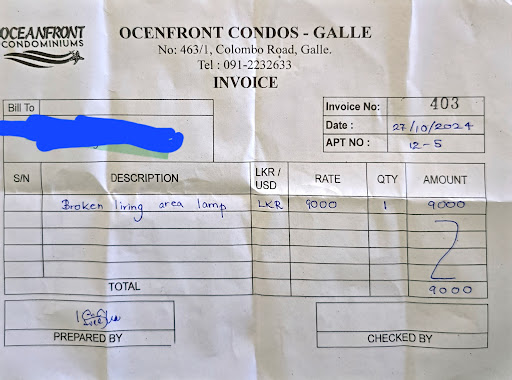 OCEANFRONT
CONDOMINIUMS
OCENFRONT CONDOS - GALLE
No: 463/1, Colombo Road, Galle.
Tel : 091-2232633
INVOICE
Bill To
Invoice No: 403
Date : 27/10/2024
APT NO : 12-5
S/N DESCRIPTION LKR / USD RATE QTY AMOUNT
Broken living area lamp LKR 9000 1 9000
TOTAL 9000
PREPARED BY
CHECKED BY